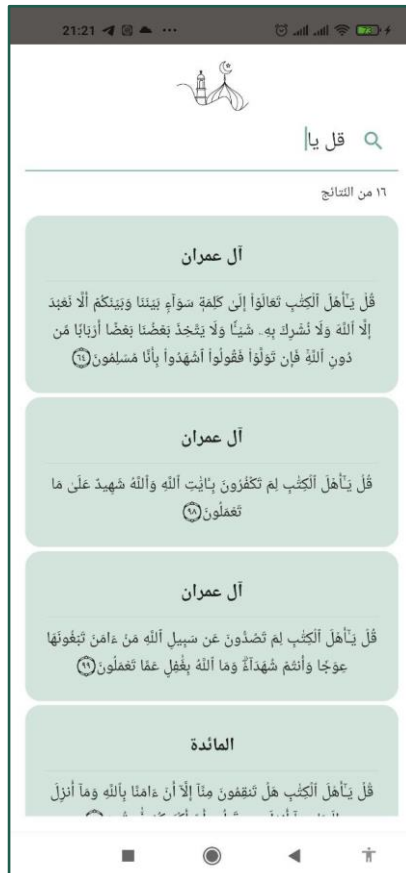 21:21 ... 73
قل يا
١٦ من النتائج
آل عمران
قُلْ يَـٰٓأَهْلَ ٱلْكِتَٰبِ تَعَالَوْا۟ إِلَىٰ كَلِمَةٍ سَوَآءٍۭ بَيْنَنَا وَبَيْنَكُمْ أَلَّا نَعْبُدَ
إِلَّا ٱللَّهَ وَلَا نُشْرِكَ بِهِۦ شَيْـًٔا وَلَا يَتَّخِذَ بَعْضُنَا بَعْضًا أَرْبَابًا مِّن
دُونِ ٱللَّهِ فَإِن تَوَلَّوْا۟ فَقُولُوا۟ ٱشْهَدُوا۟ بِأَنَّا مُسْلِمُونَ ٦٤
آل عمران
قُلْ يَـٰٓأَهْلَ ٱلْكِتَٰبِ لِمَ تَكْفُرُونَ بِـَٔايَٰتِ ٱللَّهِ وَٱللَّهُ شَهِيدٌ عَلَىٰ مَا
تَعْمَلُونَ ٩٨
آل عمران
قُلْ يَـٰٓأَهْلَ ٱلْكِتَٰبِ لِمَ تَصُدُّونَ عَن سَبِيلِ ٱللَّهِ مَنْ ءَامَنَ تَبْغُونَهَا
عِوَجًا وَأَنتُمْ شُهَدَآءُ وَمَا ٱللَّهُ بِغَٰفِلٍ عَمَّا تَعْمَلُونَ ٩٩
المائدة
قُلْ يَـٰٓأَهْلَ ٱلْكِتَٰبِ هَلْ تَنقِمُونَ مِنَّآ إِلَّآ أَنْ ءَامَنَّا بِٱللَّهِ وَمَآ أُنزِلَ